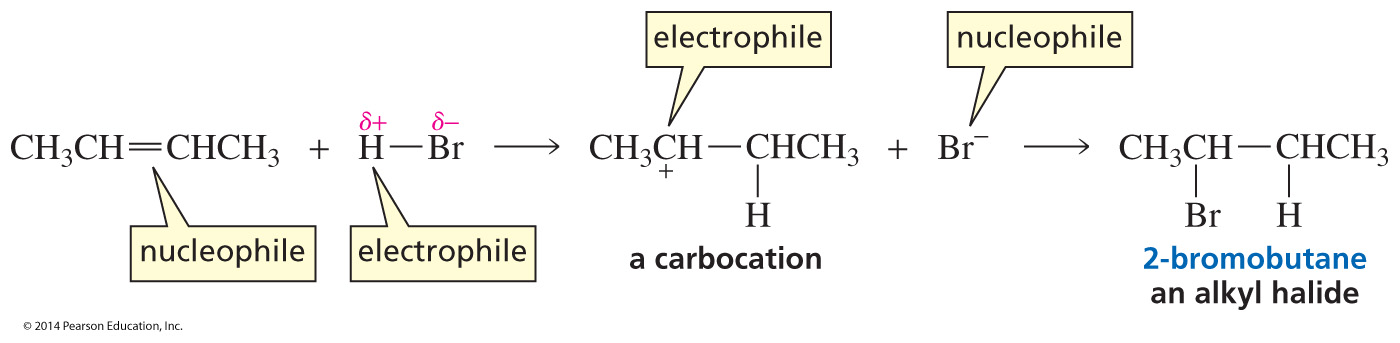 electrophile nucleophile
δ+ δ−
CH₃CH=CHCH₃ + H—Br ⟶ CH₃CH—CHCH₃ + Br⁻ ⟶ CH₃CH—CHCH₃
+
H Br H
nucleophile electrophile
a carbocation 2-bromobutane
an alkyl halide
© 2014 Pearson Education, Inc.